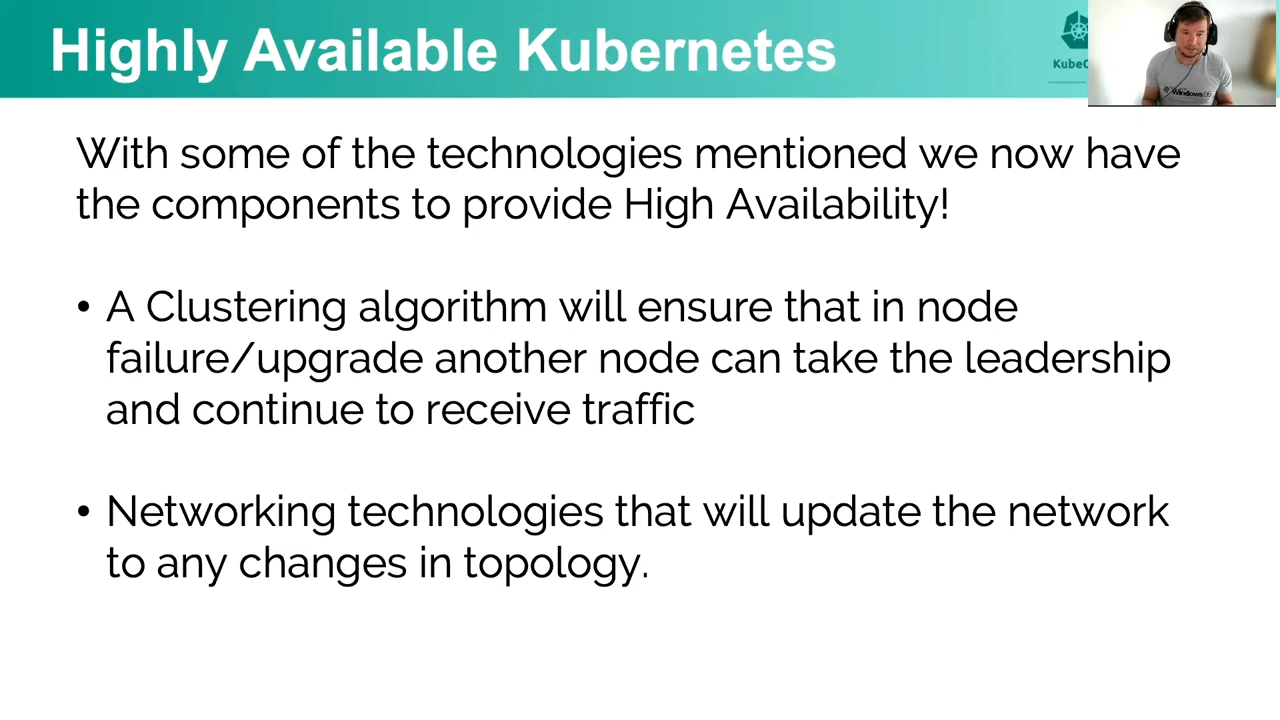 Highly Available Kubernetes
KubeC
With some of the technologies mentioned we now have
the components to provide High Availability!
• A Clustering algorithm will ensure that in node
failure/upgrade another node can take the leadership
and continue to receive traffic
• Networking technologies that will update the network
to any changes in topology.